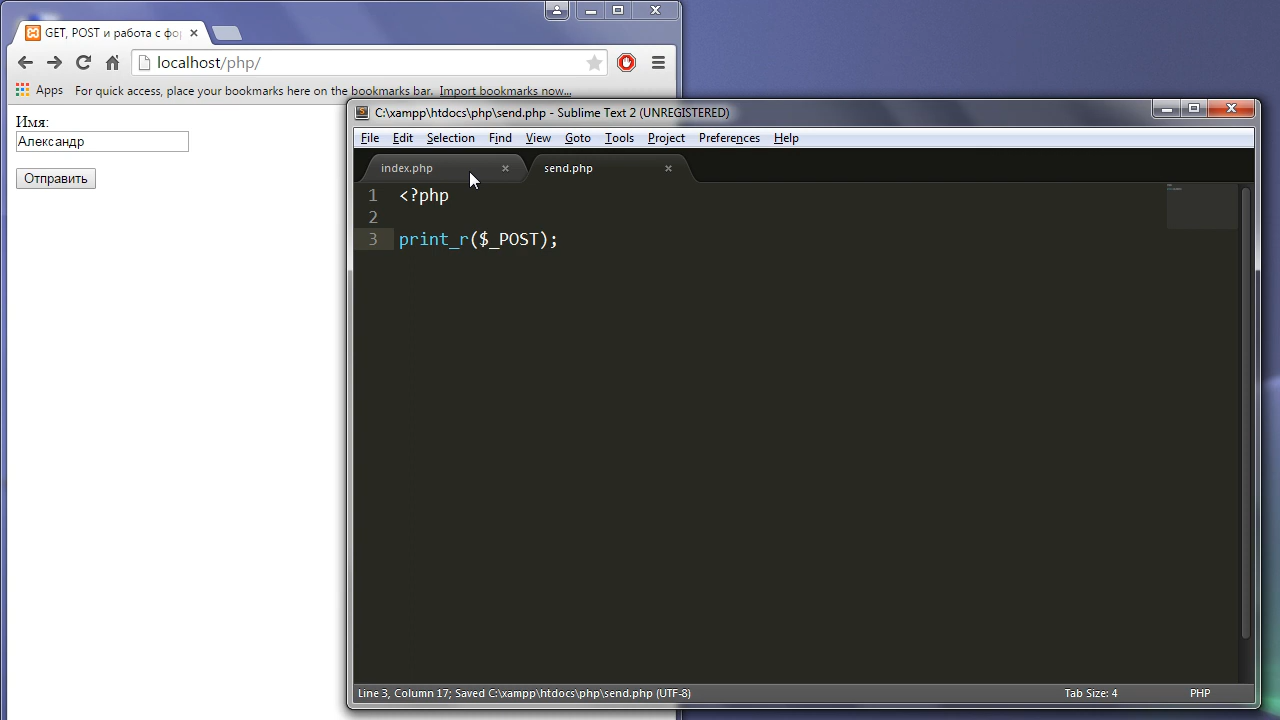 GET, POST и работа с фор
localhost/php/
Apps For quick access, place your bookmarks here on the bookmarks bar. Import bookmarks now...
Имя:
Александр
Отправить
C:\xampp\htdocs\php\send.php - Sublime Text 2 (UNREGISTERED)
File Edit Selection Find View Goto Tools Project Preferences Help
index.php × send.php ×
1 <?php
2
3 print_r($_POST);
Line 3, Column 17; Saved C:\xampp\htdocs\php\send.php (UTF-8) Tab Size: 4 PHP